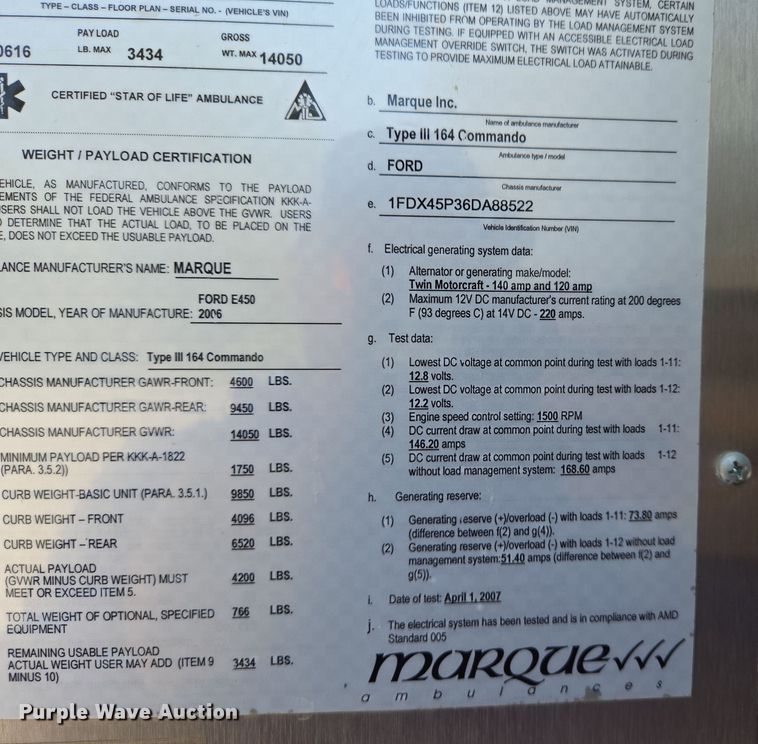 TYPE – CLASS – FLOOR PLAN – SERIAL NO. - (VEHICLE'S VIN)
0616
PAYLOAD
LB. MAX 3434
GROSS
WT. MAX 14050
CERTIFIED "STAR OF LIFE" AMBULANCE
WEIGHT / PAYLOAD CERTIFICATION
EHICLE, AS MANUFACTURED, CONFORMS TO THE PAYLOAD
EMENTS OF THE FEDERAL AMBULANCE SPECIFICATION KKK-A-
SERS SHALL NOT LOAD THE VEHICLE ABOVE THE GVWR. USERS
DETERMINE THAT THE ACTUAL LOAD, TO BE PLACED ON THE
E, DOES NOT EXCEED THE USUABLE PAYLOAD.
LANCE MANUFACTURER'S NAME: MARQUE
FORD E450
SIS MODEL, YEAR OF MANUFACTURE: 2006
VEHICLE TYPE AND CLASS: Type III 164 Commando
CHASSIS MANUFACTURER GAWR-FRONT: 4600 LBS.
CHASSIS MANUFACTURER GAWR-REAR: 9450 LBS.
CHASSIS MANUFACTURER GVWR: 14050 LBS.
MINIMUM PAYLOAD PER KKK-A-1822
(PARA. 3.5.2)) 1750 LBS.
CURB WEIGHT-BASIC UNIT (PARA. 3.5.1.) 9850 LBS.
CURB WEIGHT – FRONT 4096 LBS.
CURB WEIGHT – REAR 6520 LBS.
ACTUAL PAYLOAD
(GVWR MINUS CURB WEIGHT) MUST 4200 LBS.
MEET OR EXCEED ITEM 5.
TOTAL WEIGHT OF OPTIONAL, SPECIFIED 766 LBS.
EQUIPMENT
REMAINING USABLE PAYLOAD
ACTUAL WEIGHT USER MAY ADD (ITEM 9 3434 LBS.
MINUS 10)
MANAGEMENT SYSTEM, CERTAIN
LOADS/FUNCTIONS (ITEM 12) LISTED ABOVE MAY HAVE AUTOMATICALLY
BEEN INHIBITED FROM OPERATING BY THE LOAD MANAGEMENT SYSTEM
DURING TESTING. IF EQUIPPED WITH AN ACCESSIBLE ELECTRICAL LOAD
MANAGEMENT OVERRIDE SWITCH, THE SWITCH WAS ACTIVATED DURING
TESTING TO PROVIDE MAXIMUM ELECTRICAL LOAD ATTAINABLE.
b. Marque Inc.
Name of ambulance manufacturer
c. Type III 164 Commando
Ambulance type / model
d. FORD
Chassis manufacturer
e. 1FDX45P36DA88522
Vehicle Identification Number (VIN)
f. Electrical generating system data:
(1) Alternator or generating make/model:
Twin Motorcraft - 140 amp and 120 amp
(2) Maximum 12V DC manufacturer's current rating at 200 degrees
F (93 degrees C) at 14V DC - 220 amps.
g. Test data:
(1) Lowest DC voltage at common point during test with loads 1-11:
12.8 volts.
(2) Lowest DC voltage at common point during test with loads 1-12:
12.2 volts.
(3) Engine speed control setting: 1500 RPM
(4) DC current draw at common point during test with loads 1-11:
146.20 amps
(5) DC current draw at common point during test with loads 1-12
without load management system: 168.60 amps
h. Generating reserve:
(1) Generating reserve (+)/overload (-) with loads 1-11: 73.80 amps
(difference between f(2) and g(4)).
(2) Generating reserve (+)/overload (-) with loads 1-12 without load
management system:51.40 amps (difference between f(2) and
g(5)).
i. Date of test: April 1, 2007
j. The electrical system has been tested and is in compliance with AMD
Standard 005
marque
ambulances
Purple Wave Auction